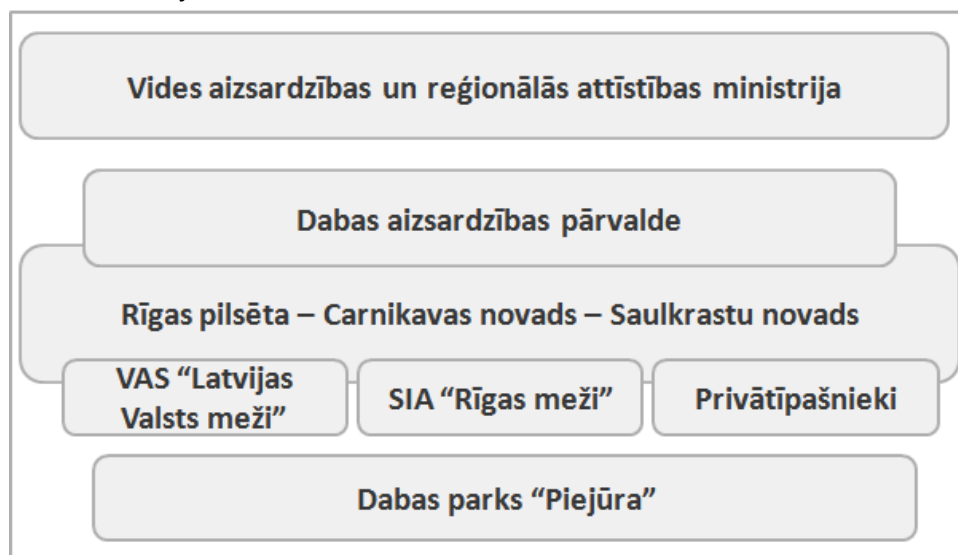 Vides aizsardzības un reģionālās attīstības ministrija
Dabas aizsardzības pārvalde
Rīgas pilsēta – Carnikavas novads – Saulkrastu novads
VAS “Latvijas
Valsts meži”
SIA “Rīgas meži”
Privātīpašnieki
Dabas parks “Piejūra”